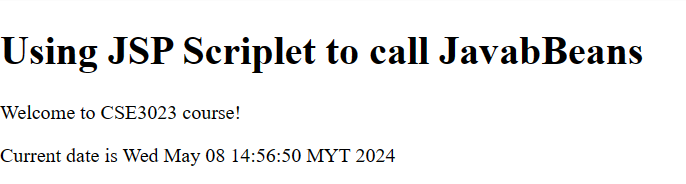 Using JSP Scriplet to call JavabBeans
Welcome to CSE3023 course!
Current date is Wed May 08 14:56:50 MYT 2024